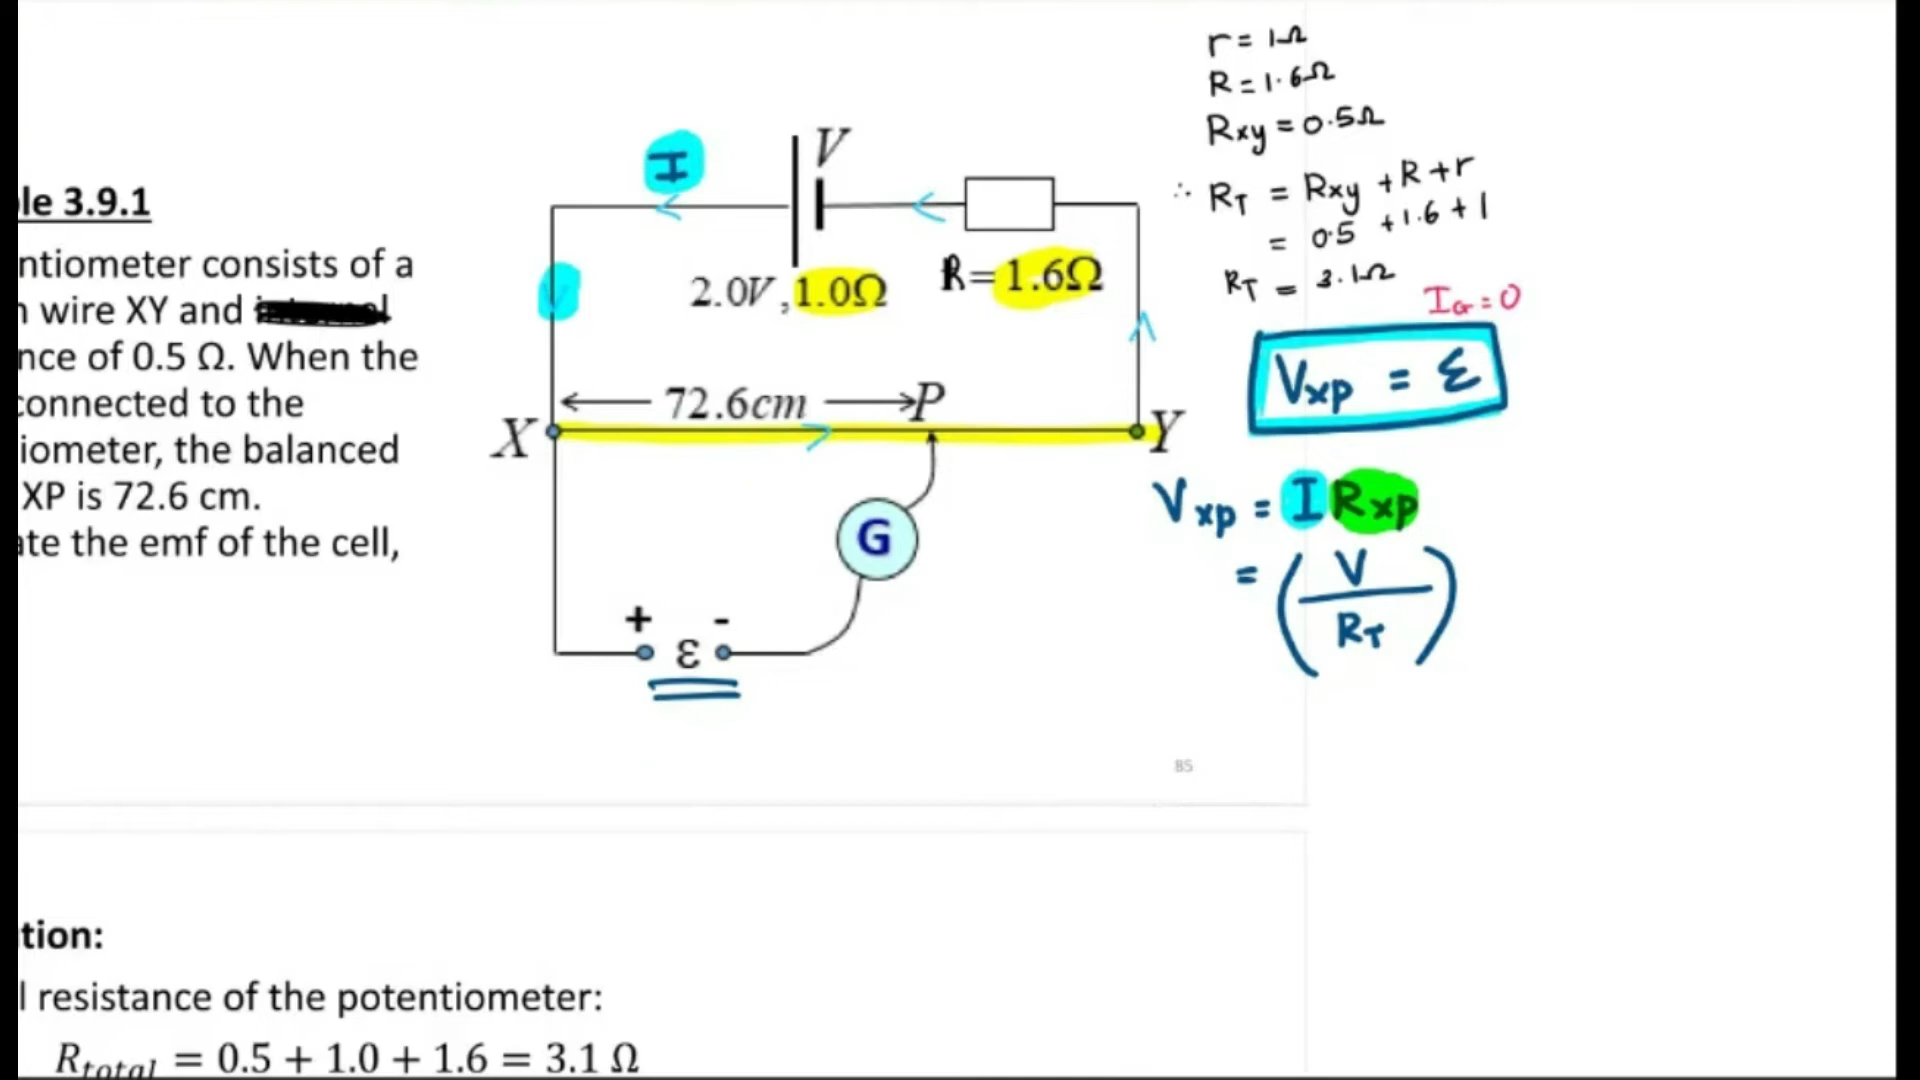 le 3.9.1
ntiometer consists of a
wire XY and
nce of 0.5 Ω. When the
connected to the
iometer, the balanced
XP is 72.6 cm.
ate the emf of the cell,
I
V
2.0V , 1.0Ω
R=1.6Ω
72.6cm
P
X
Y
G
+ -
ε
r = 1Ω
R = 1.6Ω
Rxy = 0.5Ω
∴ RT = Rxy + R + r
= 0.5 + 1.6 + 1
RT = 3.1Ω
IG = 0
Vxp = ε
Vxp = I Rxp
= (V/RT)
85
tion:
l resistance of the potentiometer:
Rtotal = 0.5 + 1.0 + 1.6 = 3.1 Ω